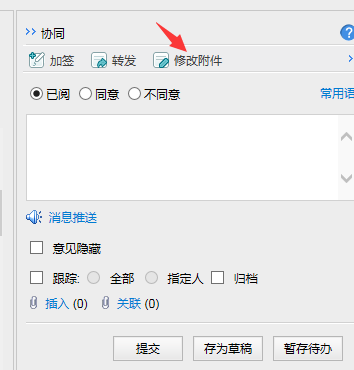 协同 ?
加签 转发 修改附件
已阅 同意 不同意 常用语
消息推送
意见隐藏
跟踪: 全部 指定人 归档
插入 (0) 关联 (0)
提交 存为草稿 暂存待办